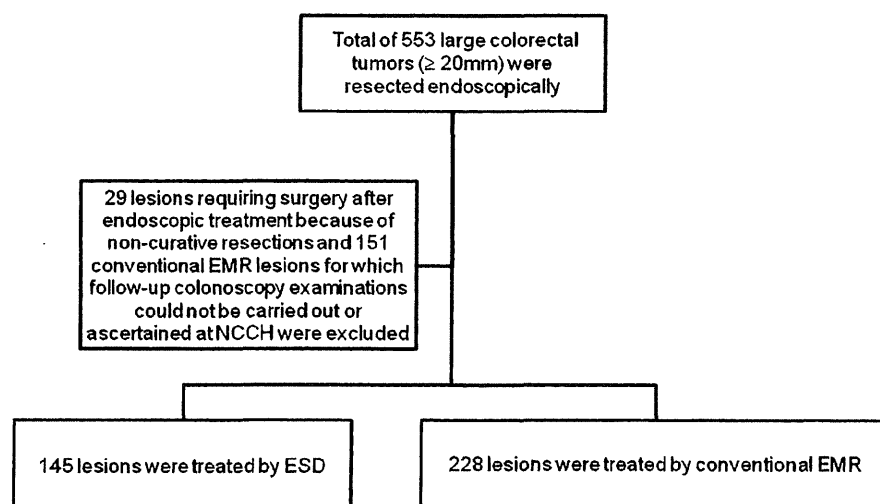 Total of 553 large colorectal
tumors (≥ 20mm) were
resected endoscopically
29 lesions requiring surgery after
endoscopic treatment because of
non-curative resections and 151
conventional EMR lesions for which
follow-up colonoscopy examinations
could not be carried out or
ascertained at NCCH were excluded
145 lesions were treated by ESD
228 lesions were treated by conventional EMR